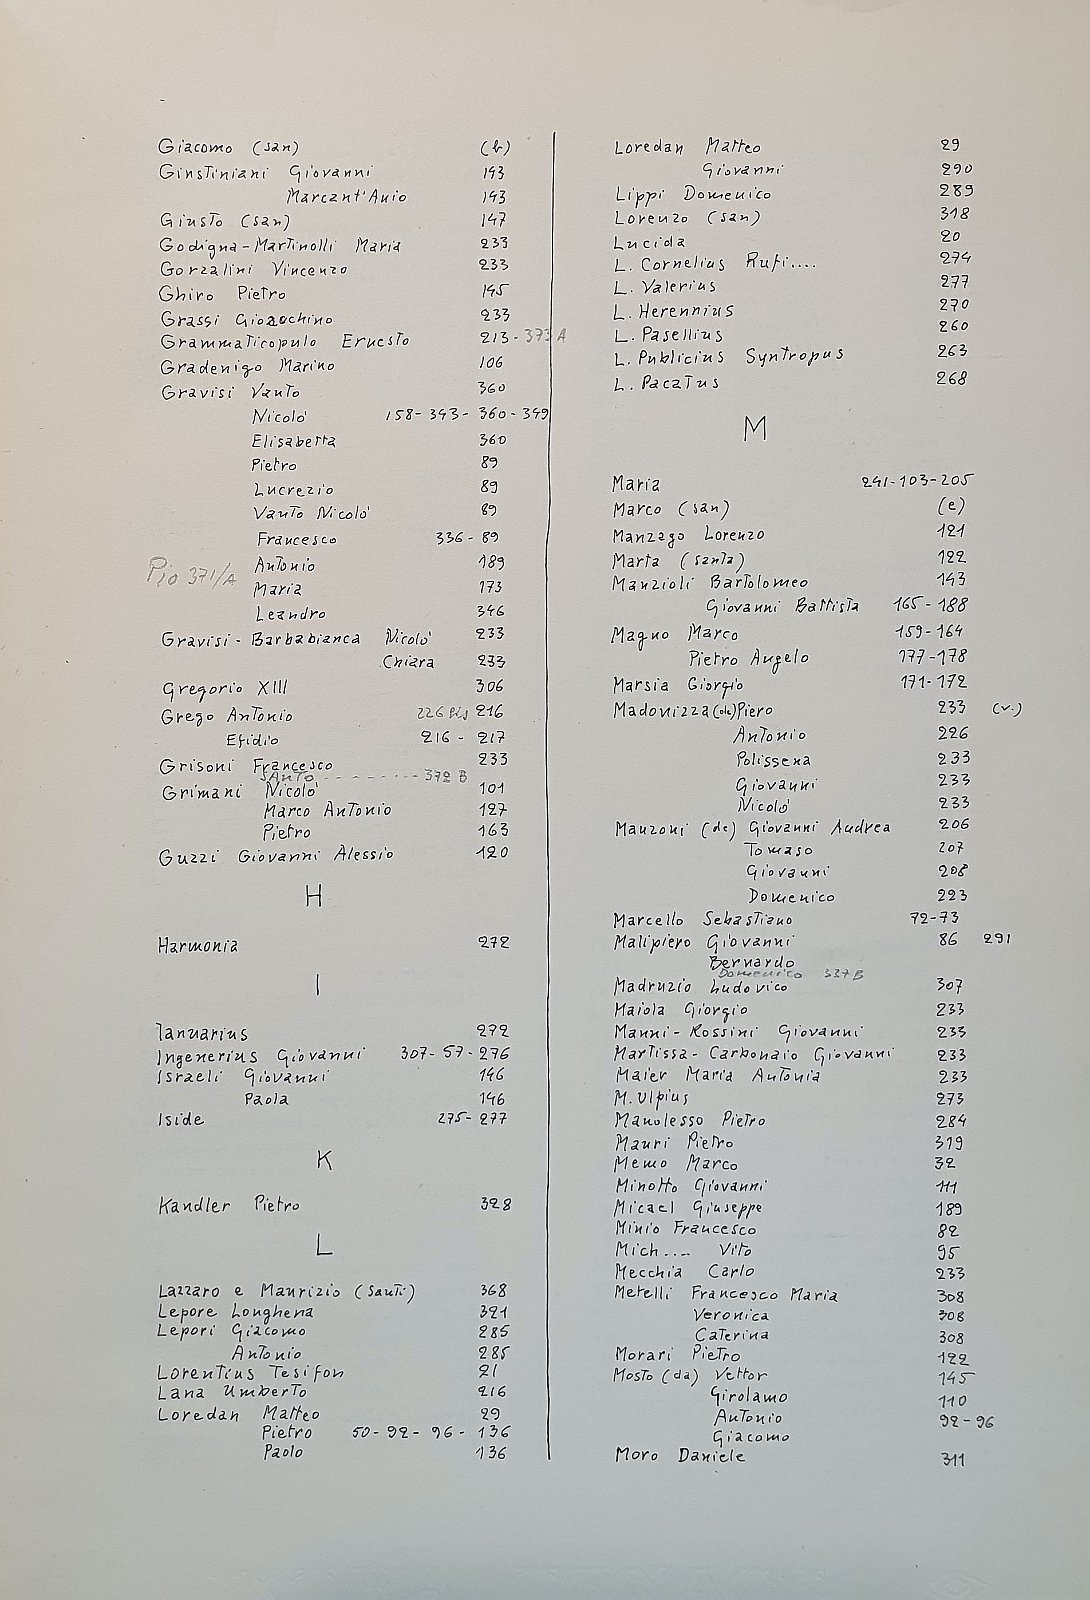 Giacomo (san) (b)
Ginstiniani Giovanni 143
Marcant'Anio 143
Giusto (san) 147
Godigna-Martinolli Maria 233
Gorzalini Vincenzo 233
Ghiro Pietro 145
Grassi Gioacchino 233
Grammaticopulo Ernesto 213-373 A
Gradenigo Marino 106
Gravisi Vanto 360
Nicolo' 158-343-360-349
Elisabetta 360
Pietro 89
Lucrezio 89
Vanto Nicolo' 89
Francesco 336-89
Antonio 189
Pio 371/A
Maria 173
Leandro 346
Gravisi-Barbabianca Nicolo' 233
Chiara 233
Gregorio XIII 306
Grego Antonio 226 bis 216
Efidio 216-217
Grisoni Francesco 233
Santo --------- 372 B
Grimani Nicolo' 101
Marco Antonio 127
Pietro 163
Guzzi Giovanni Alessio 120
H
Harmonia 272
I
Ianuarius 272
Ingenerius Giovanni 307-57-276
Israeli Giovanni 146
Paola 146
Iside 275-277
K
Kandler Pietro 328
L
Lazzaro e Maurizio (santi) 368
Lepore Longhena 321
Lepori Giacomo 285
Antonio 285
Lorentius Tesifon 21
Lana Umberto 216
Loredan Matteo 29
Pietro 50-92-96-136
Paolo 136
Loredan Matteo 29
Giovanni 290
Lippi Domenico 289
Lorenzo (san) 318
Lucida 20
L. Cornelius Rufi.... 274
L. Valerius 277
L. Herennius 270
L. Pasellius 260
L. Publicius Syntropus 263
L. Pacatus 268
M
Maria 241-103-205
Marco (san) (e)
Manzago Lorenzo 121
Marta (santa) 122
Manzioli Bartolomeo 143
Giovanni Battista 165-188
Magno Marco 159-164
Pietro Angelo 177-178
Marsia Giorgio 171-172
Madonizza (de) Piero 233 (v.)
Antonio 226
Polissena 233
Giovanni 233
Nicolo' 233
Manzoni (de) Giovanni Andrea 206
Tomaso 207
Giovanni 208
Domenico 223
Marcello Sebastiano 72-73
Malipiero Giovanni 86 291
Bernardo
Domenico 337 B
Madruzio Ludovico 307
Maiola Giorgio 233
Manni-Rossini Giovanni 233
Martissa-Carbonaio Giovanni 233
Maier Maria Antonia 233
M. Ulpius 273
Manolesso Pietro 284
Mauri Pietro 319
Memo Marco 32
Minotto Giovanni 111
Micael Giuseppe 189
Minio Francesco 82
Mich.... Vito 95
Mecchia Carlo 233
Metelli Francesco Maria 308
Veronica 308
Caterina 308
Morari Pietro 122
Mosto (da) Vettor 145
Girolamo 110
Antonio 92-96
Giacomo
Moro Daniele 311